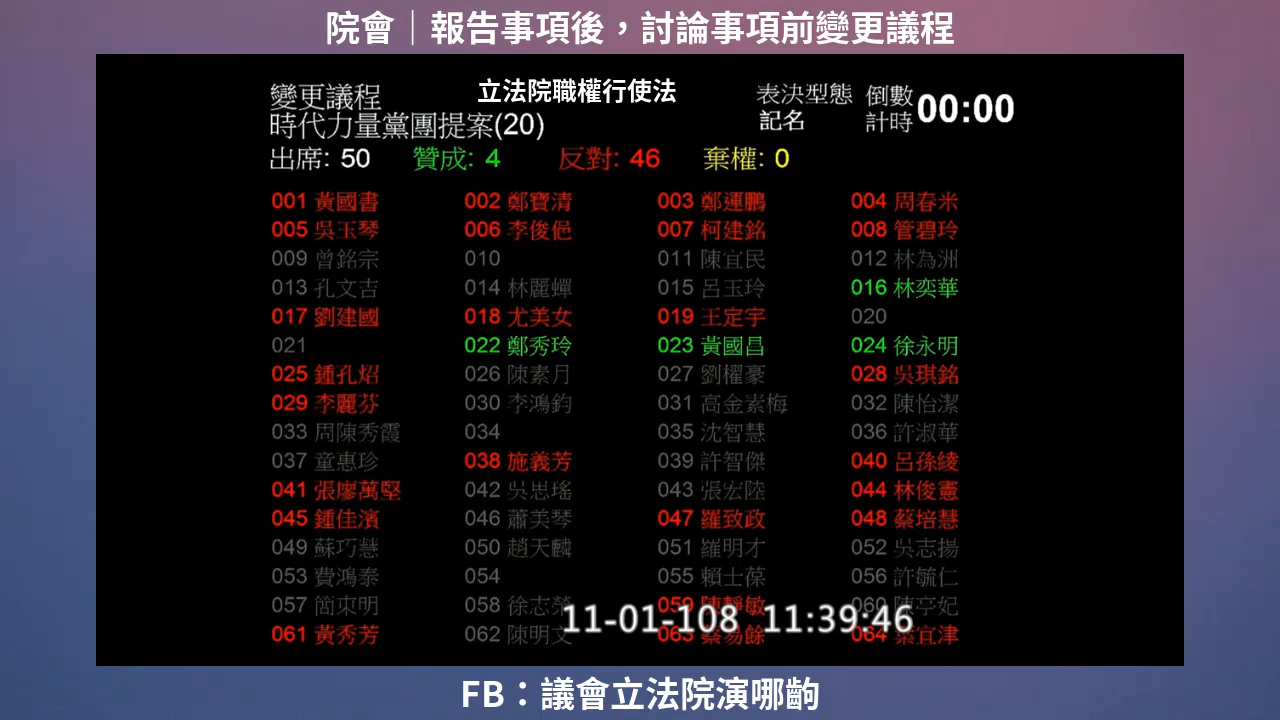 院會｜報告事項後，討論事項前變更議程
變更議程 立法院職權行使法 表決型態 倒數 00:00
時代力量黨團提案(20) 記名 計時
出席: 50 贊成: 4 反對: 46 棄權: 0
001 黃國書 002 鄭寶清 003 鄭運鵬 004 周春米
005 吳玉琴 006 李俊俋 007 柯建銘 008 管碧玲
009 曾銘宗 010 011 陳宜民 012 林為洲
013 孔文吉 014 林麗蟬 015 呂玉玲 016 林奕華
017 劉建國 018 尤美女 019 王定宇 020
021 022 鄭秀玲 023 黃國昌 024 徐永明
025 鍾孔炤 026 陳素月 027 劉櫂豪 028 吳琪銘
029 李麗芬 030 李鴻鈞 031 高金素梅 032 陳怡潔
033 周陳秀霞 034 035 沈智慧 036 許淑華
037 童惠珍 038 施義芳 039 許智傑 040 呂孫綾
041 張廖萬堅 042 吳思瑤 043 張宏陸 044 林俊憲
045 鍾佳濱 046 蕭美琴 047 羅致政 048 蔡培慧
049 蘇巧慧 050 趙天麟 051 羅明才 052 吳志揚
053 費鴻泰 054 055 賴士葆 056 許毓仁
057 簡東明 058 徐志榮 059 陳靜敏 060 陳亭妃
11-01-108 11:39:46
061 黃秀芳 062 陳明文 063 蔡易餘 064 葉宜津
FB：議會立法院演哪齣